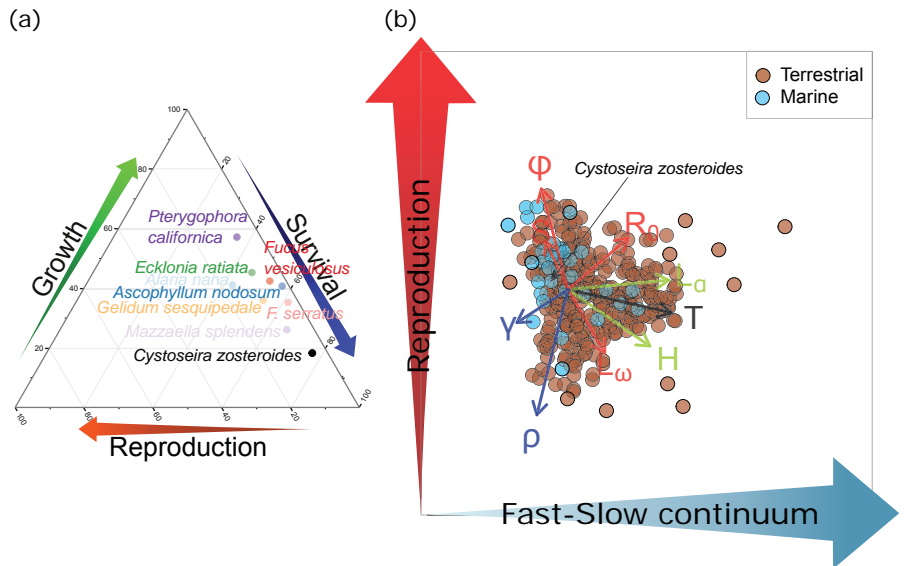 (a)
100
80
60
40
20
20
40
60
80
100
100
80
60
40
20
Growth
Survival
Reproduction
Pterygophora
californica
Fucus
vesiculosus
Ecklonia ratiata
Alaria nana
Ascophyllum nodosum
Gelidum sesquipedale
F. serratus
Mazzaella splendens
Cystoseira zosteroides
(b)
Terrestrial
Marine
Cystoseira zosteroides
Reproduction
φ
R₀
-α
T
γ
H
-ω
ρ
Fast-Slow continuum